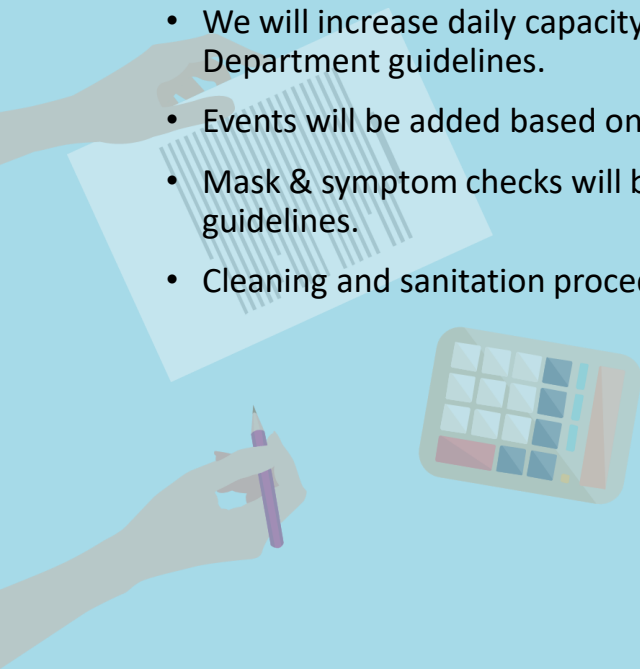 • We will increase daily capacity
Department guidelines.
• Events will be added based on
• Mask & symptom checks will
guidelines.
• Cleaning and sanitation